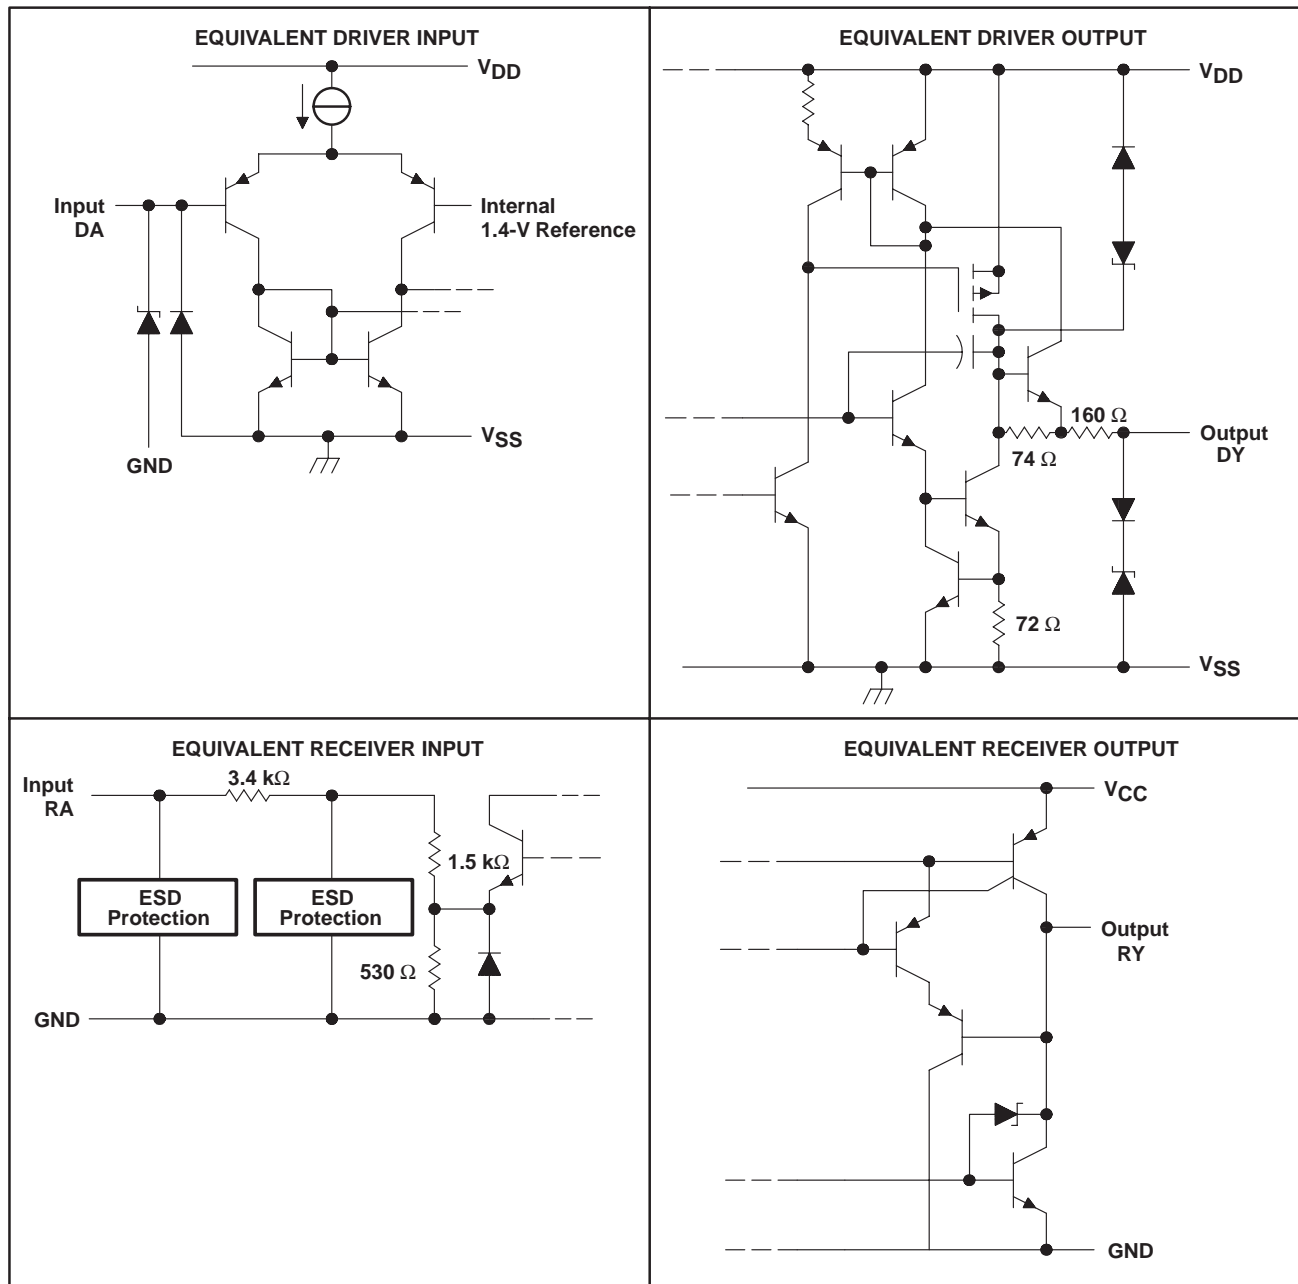 EQUIVALENT DRIVER INPUT
VDD
Input
DA
Internal
1.4-V Reference
GND
VSS
EQUIVALENT DRIVER OUTPUT
VDD
160 Ω
Output
DY
74 Ω
72 Ω
VSS
EQUIVALENT RECEIVER INPUT
Input
RA
3.4 kΩ
1.5 kΩ
ESD
Protection
ESD
Protection
530 Ω
GND
EQUIVALENT RECEIVER OUTPUT
VCC
Output
RY
GND